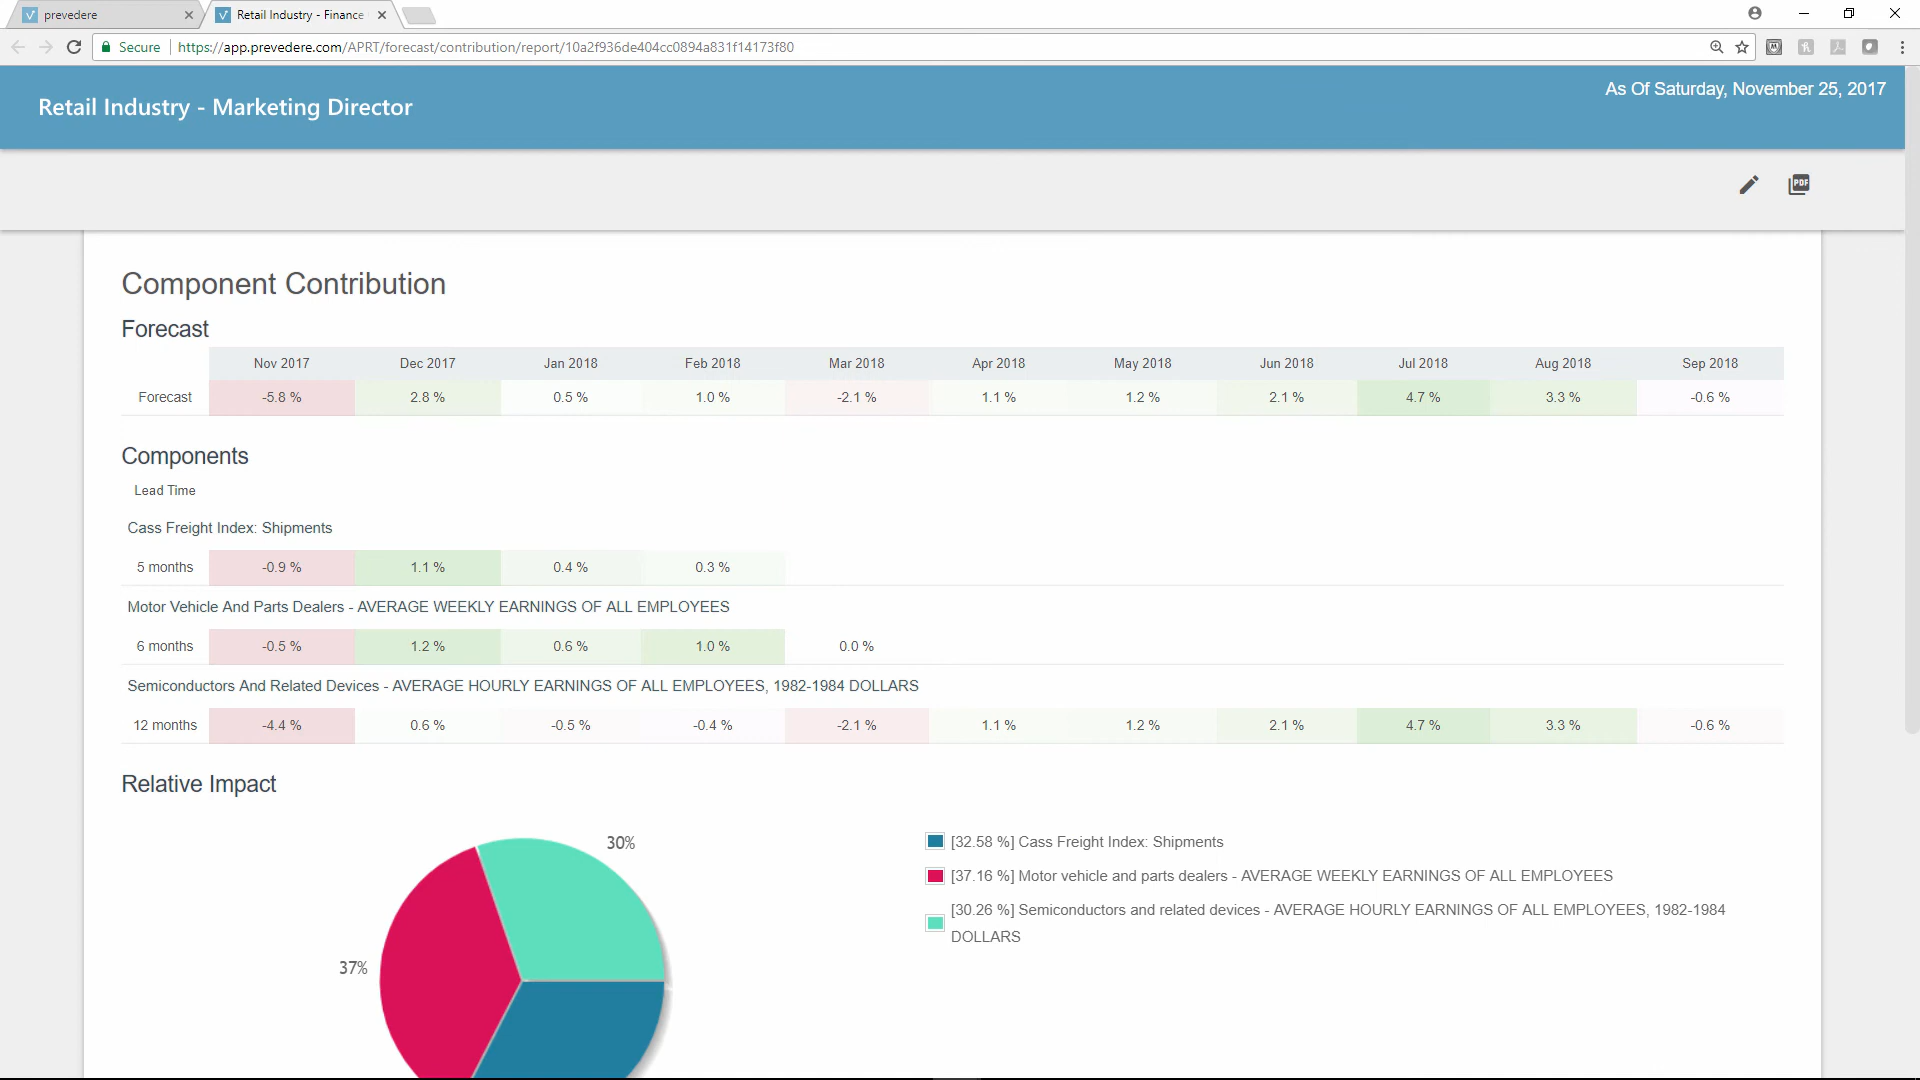 prevedere
Retail Industry - Finance
Secure https://app.prevedere.com/APRT/forecast/contribution/report/10a2f936de404cc0894a831f14173f80
As Of Saturday, November 25, 2017
Retail Industry - Marketing Director
PDF
Component Contribution
Forecast
Nov 2017 Dec 2017 Jan 2018 Feb 2018 Mar 2018 Apr 2018 May 2018 Jun 2018 Jul 2018 Aug 2018 Sep 2018
Forecast -5.8 % 2.8 % 0.5 % 1.0 % -2.1 % 1.1 % 1.2 % 2.1 % 4.7 % 3.3 % -0.6 %
Components
Lead Time
Cass Freight Index: Shipments
5 months -0.9 % 1.1 % 0.4 % 0.3 %
Motor Vehicle And Parts Dealers - AVERAGE WEEKLY EARNINGS OF ALL EMPLOYEES
6 months -0.5 % 1.2 % 0.6 % 1.0 % 0.0 %
Semiconductors And Related Devices - AVERAGE HOURLY EARNINGS OF ALL EMPLOYEES, 1982-1984 DOLLARS
12 months -4.4 % 0.6 % -0.5 % -0.4 % -2.1 % 1.1 % 1.2 % 2.1 % 4.7 % 3.3 % -0.6 %
Relative Impact
30%
37%
[32.58 %] Cass Freight Index: Shipments
[37.16 %] Motor vehicle and parts dealers - AVERAGE WEEKLY EARNINGS OF ALL EMPLOYEES
[30.26 %] Semiconductors and related devices - AVERAGE HOURLY EARNINGS OF ALL EMPLOYEES, 1982-1984
DOLLARS